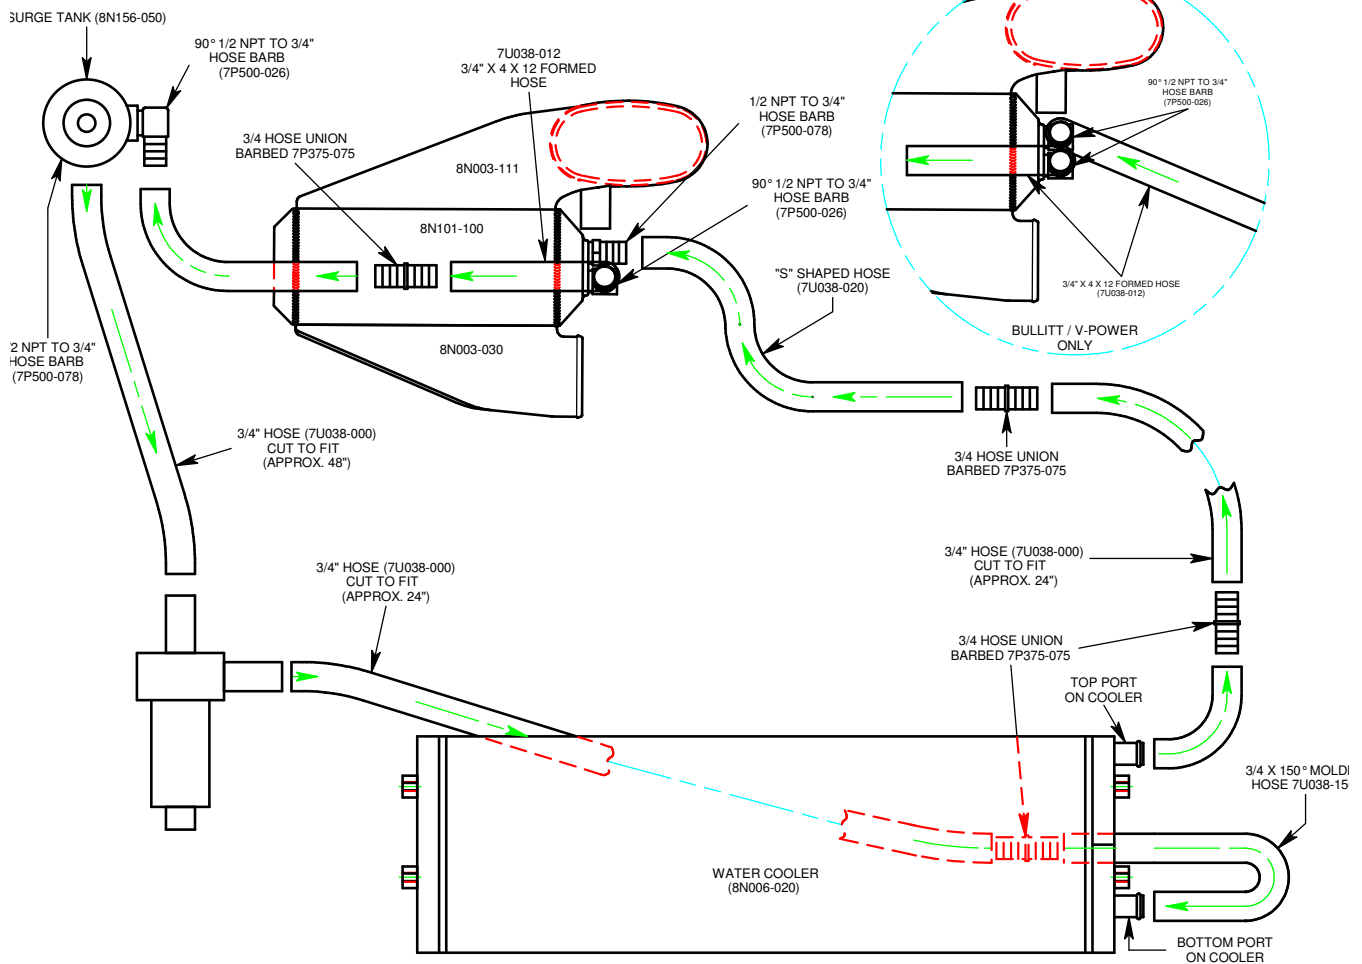 SURGE TANK (8N156-050)
90° 1/2 NPT TO 3/4"
HOSE BARB
(7P500-026)
7U038-012
3/4" X 4 X 12 FORMED
HOSE
3/4 HOSE UNION
BARBED 7P375-075
8N003-111
1/2 NPT TO 3/4"
HOSE BARB
(7P500-078)
90° 1/2 NPT TO 3/4"
HOSE BARB
(7P500-026)
8N101-100
"S" SHAPED HOSE
(7U038-020)
8N003-030
90° 1/2 NPT TO 3/4"
HOSE BARB
(7P500-026)
3/4" X 4 X 12 FORMED HOSE
(7U038-012)
BULLITT / V-POWER
ONLY
2 NPT TO 3/4"
HOSE BARB
(7P500-078)
3/4" HOSE (7U038-000)
CUT TO FIT
(APPROX. 48")
3/4 HOSE UNION
BARBED 7P375-075
3/4" HOSE (7U038-000)
CUT TO FIT
(APPROX. 24")
3/4" HOSE (7U038-000)
CUT TO FIT
(APPROX. 24")
3/4 HOSE UNION
BARBED 7P375-075
TOP PORT
ON COOLER
3/4 X 150° MOLD
HOSE 7U038-15
WATER COOLER
(8N006-020)
BOTTOM PORT
ON COOLER